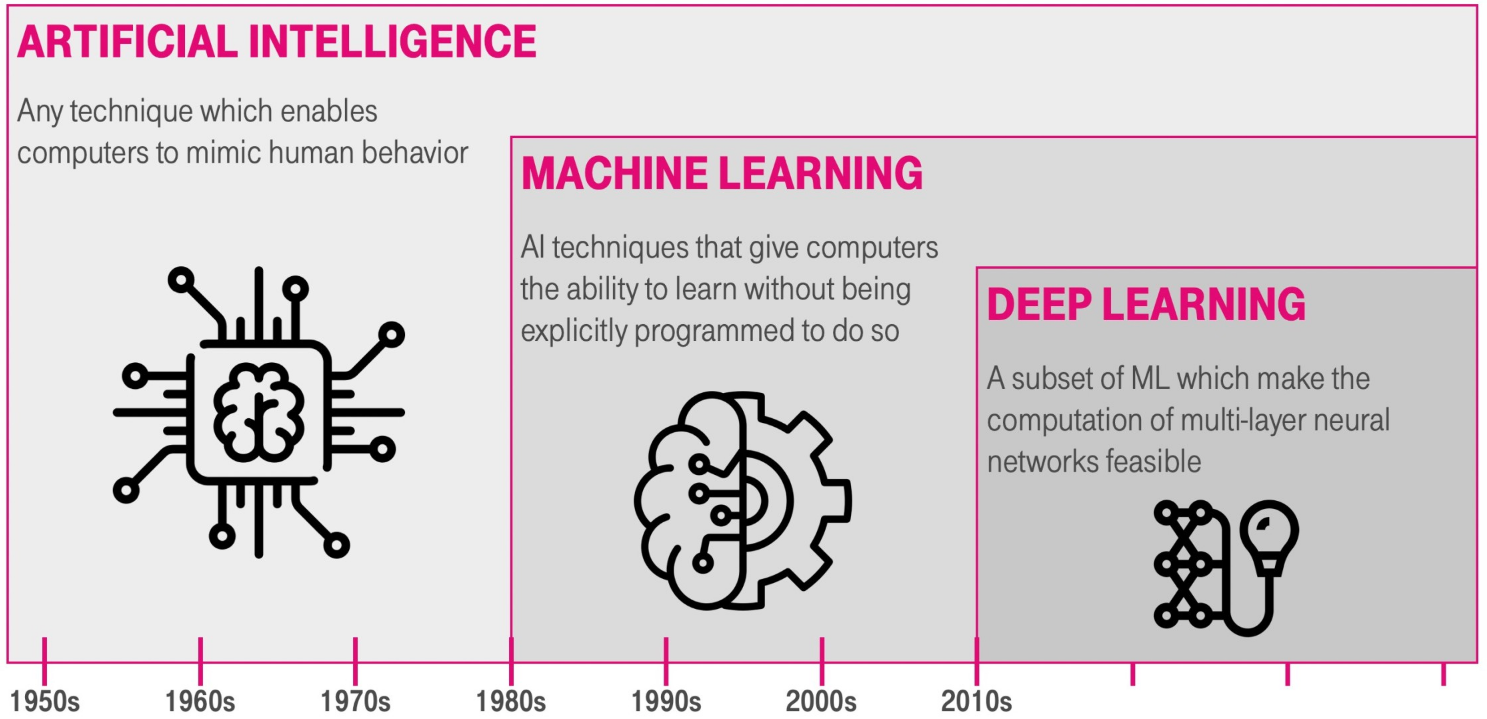 ARTIFICIAL INTELLIGENCE
Any technique which enables
computers to mimic human behavior
MACHINE LEARNING
AI techniques that give computers
the ability to learn without being
explicitly programmed to do so
DEEP LEARNING
A subset of ML which make the
computation of multi-layer neural
networks feasible
1950s 1960s 1970s 1980s 1990s 2000s 2010s